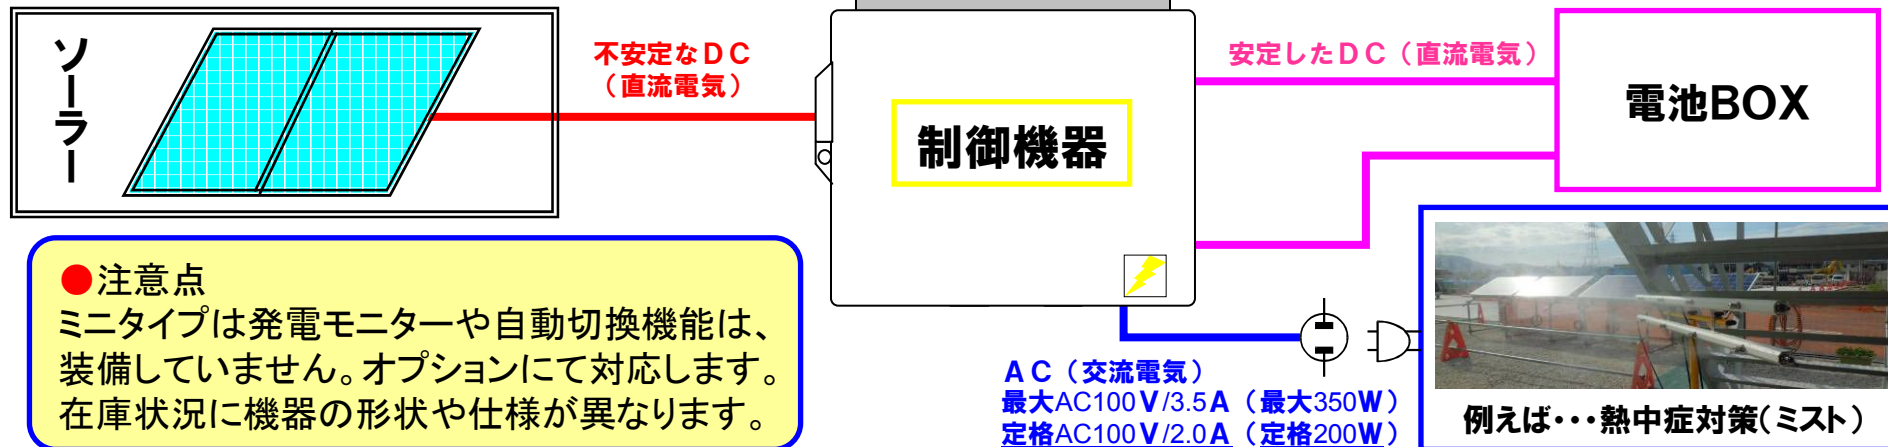 ソーラー
不安定なＤＣ
（直流電気）
制御機器
安定したＤＣ（直流電気）
電池BOX
●注意点
ミニタイプは発電モニターや自動切換機能は、
装備していません。オプションにて対応します。
在庫状況に機器の形状や仕様が異なります。
ＡＣ（交流電気）
最大AC100V/3.5A（最大350W）
定格AC100V/2.0A（定格200W）
例えば・・・熱中症対策（ミスト）